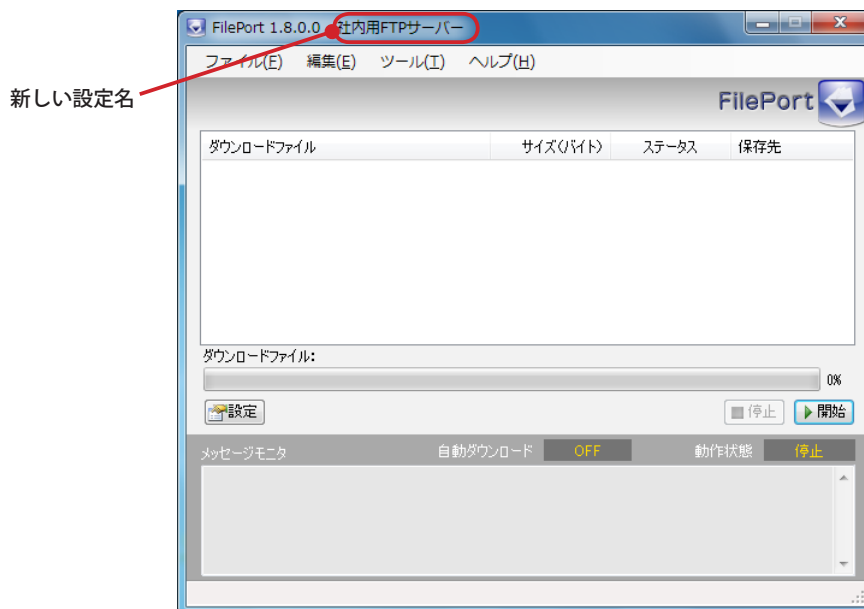 FilePort 1.8.0.0 社内用FTPサーバー
ファイル(F) 編集(E) ツール(T) ヘルプ(H)
新しい設定名
FilePort
ダウンロードファイル サイズ(バイト) ステータス 保存先
ダウンロードファイル:
0%
設定 停止 開始
メッセージモニタ 自動ダウンロード OFF 動作状態 停止